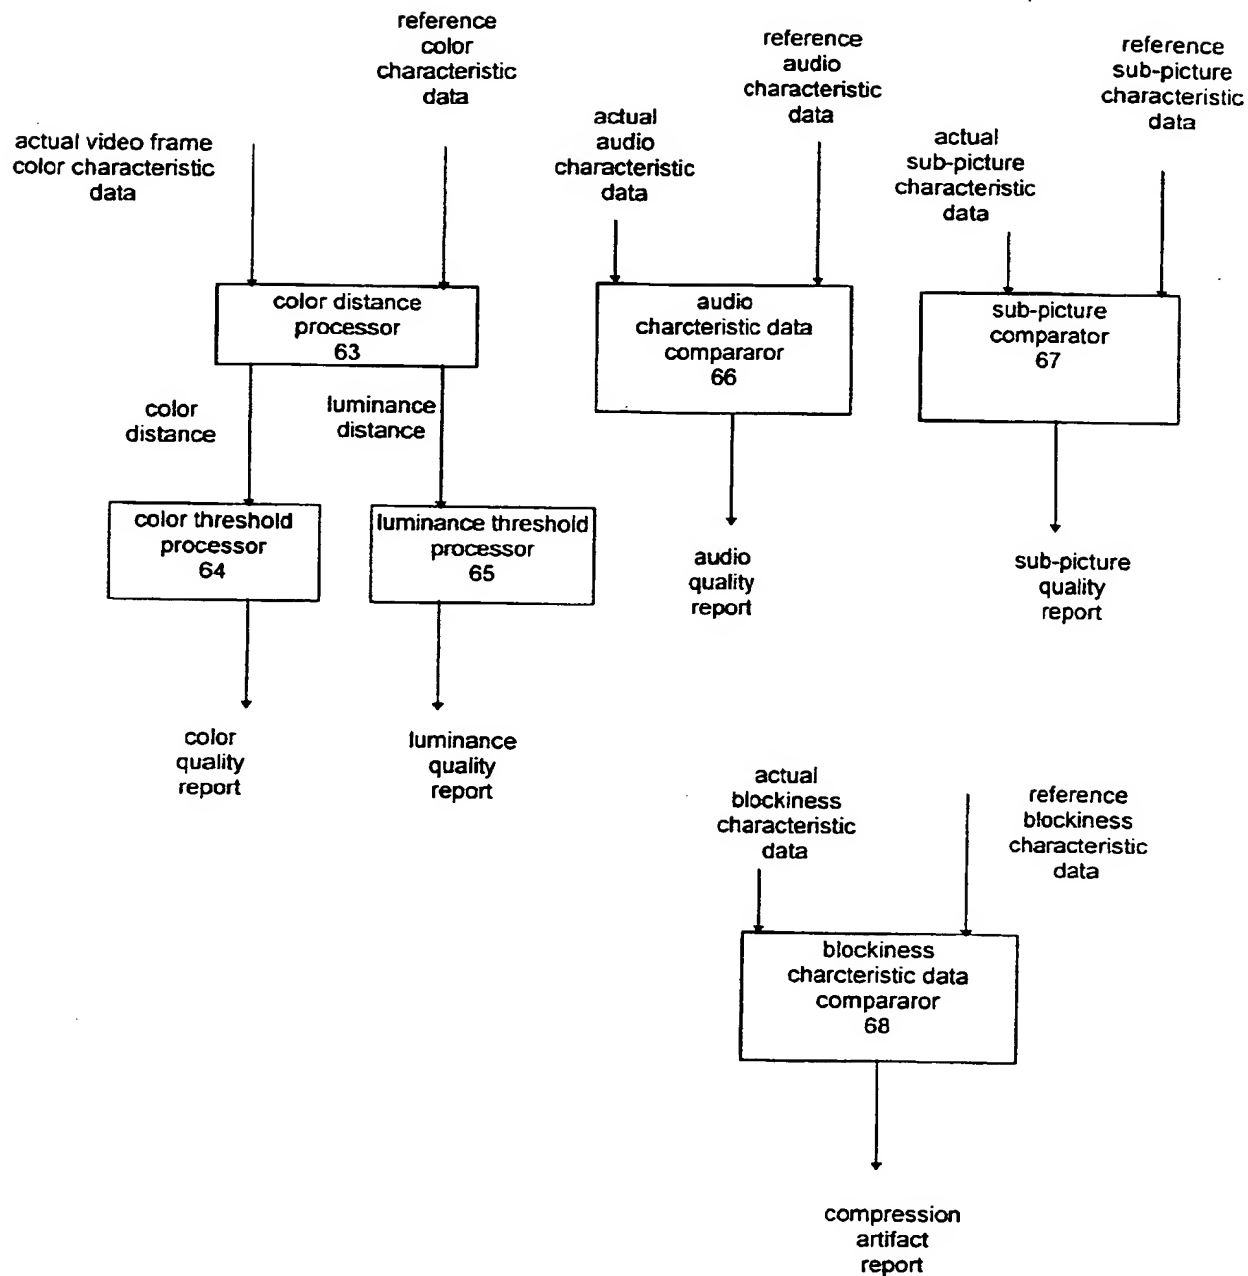 reference
color
characteristic
data
actual video frame
color characteristic
data
color distance
processor
63
color
distance
luminance
distance
color threshold
processor
64
luminance threshold
processor
65
color
quality
report
luminance
quality
report
reference
audio
characteristic
data
actual
audio
characteristic
data
audio
charcteristic data
compararor
66
audio
quality
report
reference
sub-picture
characteristic
data
actual
sub-picture
characteristic
data
sub-picture
comparator
67
sub-picture
quality
report
actual
blockiness
characteristic
data
reference
blockiness
characteristic
data
blockiness
charcteristic data
compararor
68
compression
artifact
report